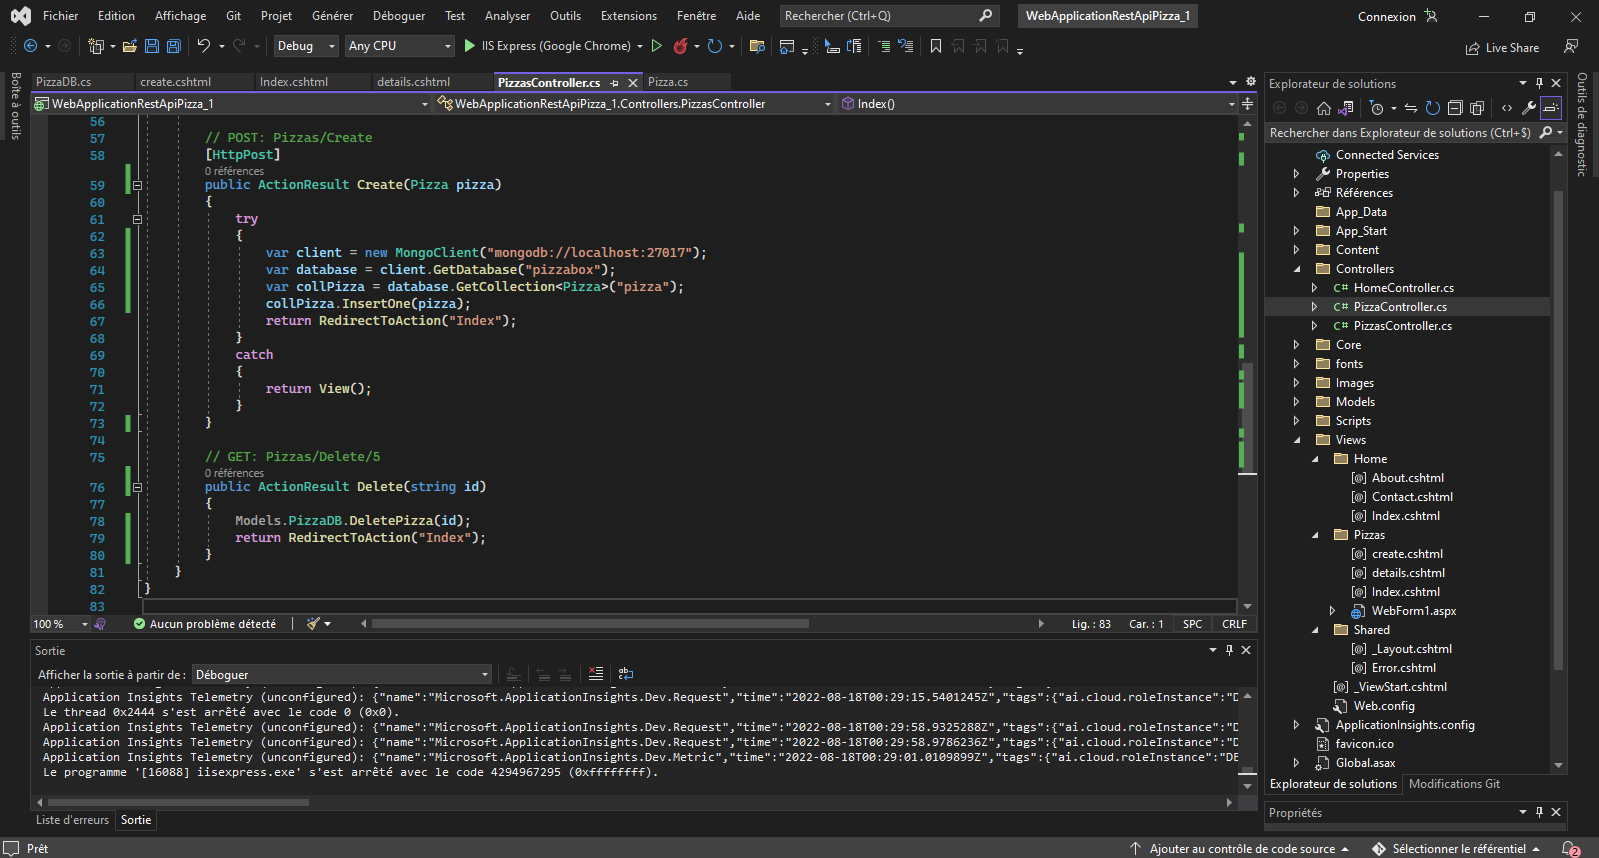 Fichier Edition Affichage Git Projet Générer Déboguer Test Analyser Outils Extensions Fenêtre Aide Rechercher (Ctrl+Q) WebApplicationRestApiPizza_1 Connexion
Debug Any CPU IIS Express (Google Chrome) Live Share
Boîte à outils
PizzaDB.cs create.cshtml Index.cshtml details.cshtml PizzasController.cs Pizza.cs
WebApplicationRestApiPizza_1 WebApplicationRestApiPizza_1.Controllers.PizzasController Index()
56
57 // POST: Pizzas/Create
58 [HttpPost]
0 références
59 public ActionResult Create(Pizza pizza)
60 {
61 try
62 {
63 var client = new MongoClient("mongodb://localhost:27017");
64 var database = client.GetDatabase("pizzabox");
65 var collPizza = database.GetCollection<Pizza>("pizza");
66 collPizza.InsertOne(pizza);
67 return RedirectToAction("Index");
68 }
69 catch
70 {
71 return View();
72 }
73 }
74
75 // GET: Pizzas/Delete/5
0 références
76 public ActionResult Delete(string id)
77 {
78 Models.PizzaDB.DeletePizza(id);
79 return RedirectToAction("Index");
80 }
81 }
82 }
83
100 % Aucun problème détecté Lig. : 83 Car. : 1 SPC CRLF
Sortie
Afficher la sortie à partir de : Déboguer
Application Insights Telemetry (unconfigured): {"name":"Microsoft.ApplicationInsights.Dev.Request","time":"2022-08-18T00:29:15.5401245Z","tags":{"ai.cloud.roleInstance":"D
Le thread 0x2444 s'est arrêté avec le code 0 (0x0).
Application Insights Telemetry (unconfigured): {"name":"Microsoft.ApplicationInsights.Dev.Request","time":"2022-08-18T00:29:58.9325288Z","tags":{"ai.cloud.roleInstance":"D
Application Insights Telemetry (unconfigured): {"name":"Microsoft.ApplicationInsights.Dev.Request","time":"2022-08-18T00:29:58.9786236Z","tags":{"ai.cloud.roleInstance":"D
Application Insights Telemetry (unconfigured): {"name":"Microsoft.ApplicationInsights.Dev.Metric","time":"2022-08-18T00:29:01.0109899Z","tags":{"ai.cloud.roleInstance":"DE
Le programme '[16088] iisexpress.exe' s'est arrêté avec le code 4294967295 (0xffffffff).
Liste d'erreurs Sortie
Explorateur de solutions
Rechercher dans Explorateur de solutions (Ctrl+$)
Connected Services
Properties
Références
App_Data
App_Start
Content
Controllers
C# HomeController.cs
C# PizzaController.cs
C# PizzasController.cs
Core
fonts
Images
Models
Scripts
Views
Home
[@] About.cshtml
[@] Contact.cshtml
[@] Index.cshtml
Pizzas
[@] create.cshtml
[@] details.cshtml
[@] Index.cshtml
WebForm1.aspx
Shared
[@] _Layout.cshtml
[@] Error.cshtml
[@] _ViewStart.cshtml
Web.config
ApplicationInsights.config
favicon.ico
Global.asax
Explorateur de solutions Modifications Git
Propriétés
Outils de diagnostic
Prêt Ajouter au contrôle de code source Sélectionner le référentiel 2